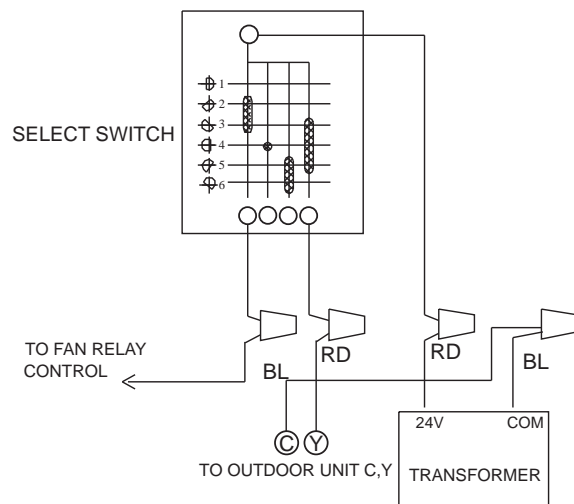 1
2
3
SELECT SWITCH
4
5
6
TO FAN RELAY
CONTROL
BL
RD
RD
BL
C
Y
24V
COM
TO OUTDOOR UNIT C,Y
TRANSFORMER